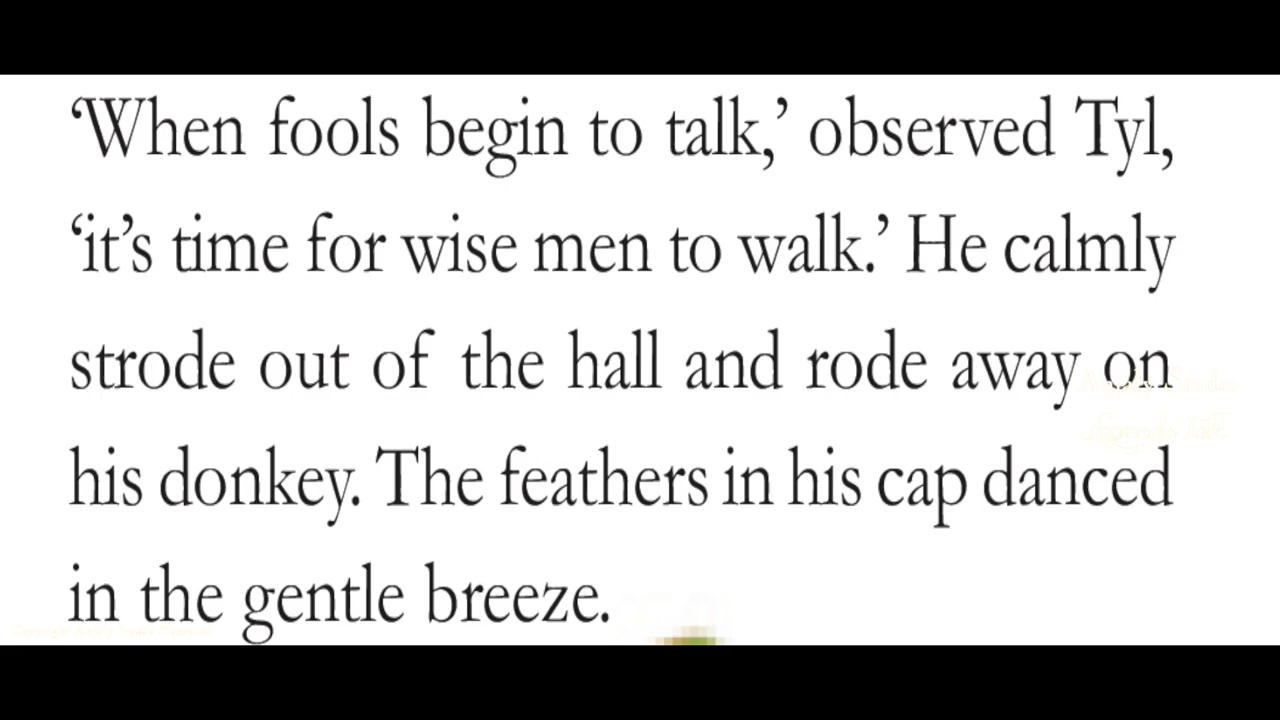 ‘When fools begin to talk,’ observed Tyl,
‘it’s time for wise men to walk.’ He calmly
strode out of the hall and rode away on
his donkey. The feathers in his cap danced
in the gentle breeze.